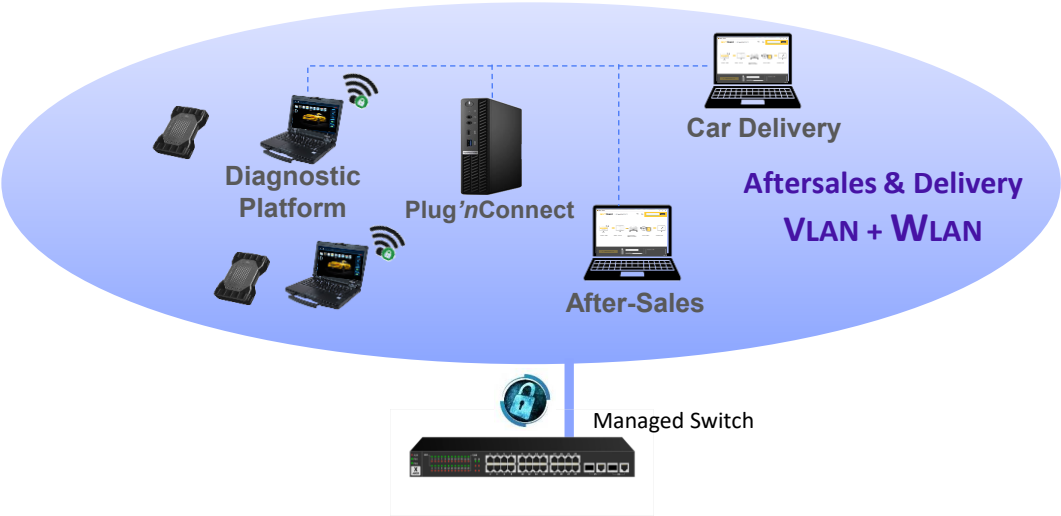 Car Delivery
Diagnostic
Platform
Plug'nConnect
Aftersales & Delivery
VLAN + WLAN
After-Sales
Managed Switch